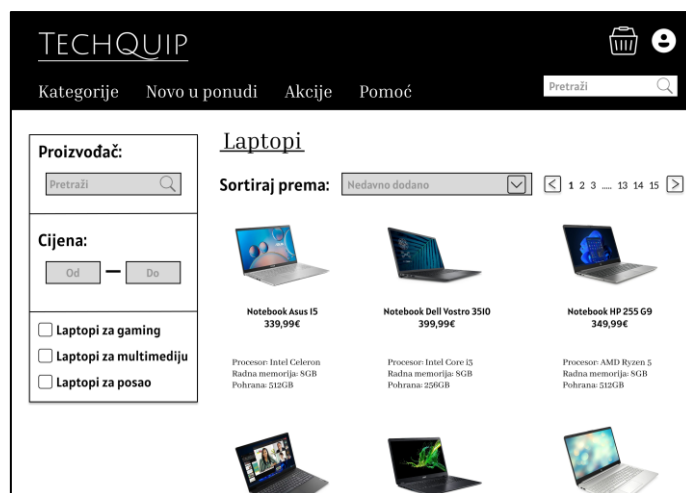 TECHQUIP
Kategorije Novo u ponudi Akcije Pomoć
Pretraži
Proizvođač:
Pretraži
Cijena:
Od — Do
Laptopi za gaming
Laptopi za multimediju
Laptopi za posao
Laptopi
Sortiraj prema: Nedavno dodano < 1 2 3 .... 13 14 15 >
Notebook Asus I5
339,99€
Procesor: Intel Celeron
Radna memorija: 8GB
Pohrana: 512GB
Notebook Dell Vostro 3510
399,99€
Procesor: Intel Core i3
Radna memorija: 8GB
Pohrana: 256GB
Notebook HP 255 G9
349,99€
Procesor: AMD Ryzen 5
Radna memorija: 8GB
Pohrana: 512GB